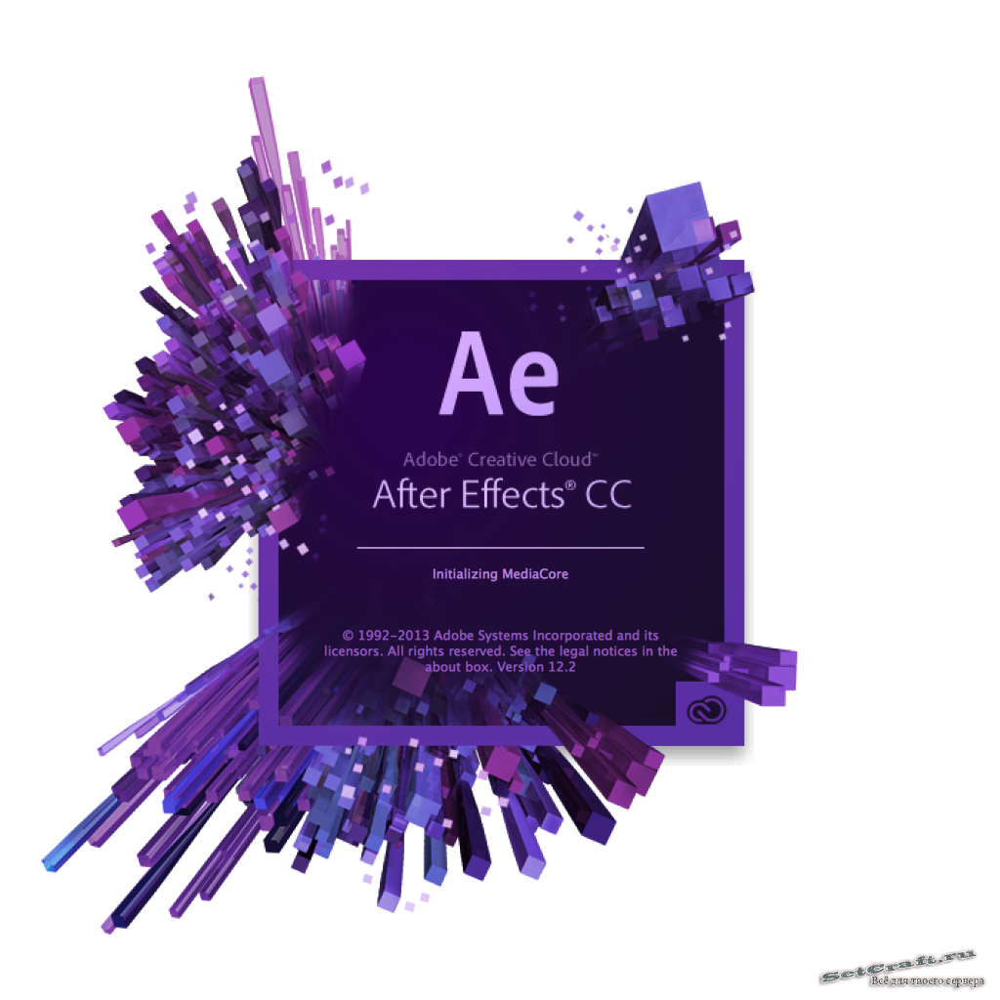 Ae
Adobe® Creative Cloud™
After Effects® CC
Initializing MediaCore
© 1992-2013 Adobe Systems Incorporated and its
licensors. All rights reserved. See the legal notices in the
about box. Version 12.2
SetCraft.ru
Всё для твоего сервера